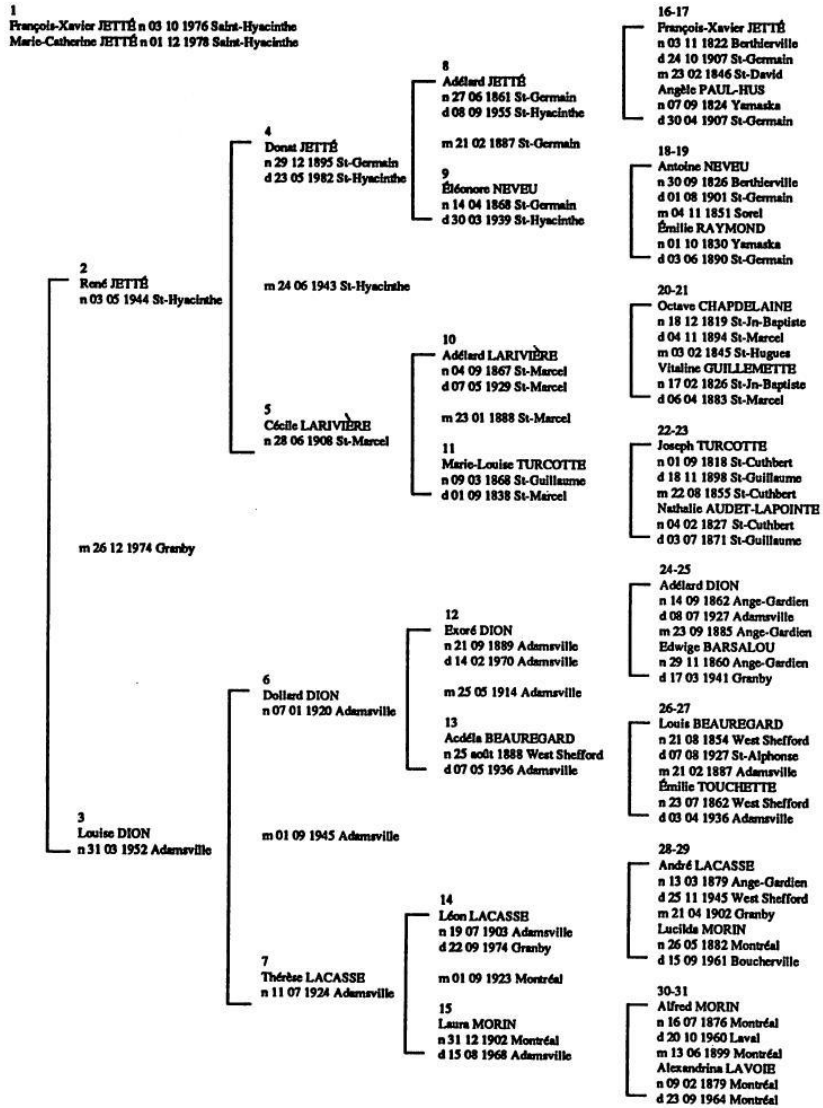 1
François-Xavier JETTÉ n 03 10 1976 Saint-Hyacinthe
Marie-Catherine JETTÉ n 01 12 1978 Saint-Hyacinthe
2
René JETTÉ
n 03 05 1944 St-Hyacinthe
m 26 12 1974 Granby
3
Louise DION
n 31 03 1952 Adamsville
4
Donat JETTÉ
n 29 12 1895 St-Germain
d 23 05 1982 St-Hyacinthe
m 24 06 1943 St-Hyacinthe
5
Cécile LARIVIÈRE
n 28 06 1908 St-Marcel
6
Dollard DION
n 07 01 1920 Adamsville
m 01 09 1945 Adamsville
7
Thérèse LACASSE
n 11 07 1924 Adamsville
8
Adélard JETTÉ
n 27 06 1861 St-Germain
d 08 09 1955 St-Hyacinthe
m 21 02 1887 St-Germain
9
Éléonore NEVEU
n 14 04 1868 St-Germain
d 30 03 1939 St-Hyacinthe
10
Adélard LARIVIÈRE
n 04 09 1867 St-Marcel
d 07 05 1929 St-Marcel
m 23 01 1888 St-Marcel
11
Marie-Louise TURCOTTE
n 09 03 1868 St-Guillaume
d 01 09 1838 St-Marcel
12
Exoré DION
n 21 09 1889 Adamsville
d 14 02 1970 Adamsville
m 25 05 1914 Adamsville
13
Acdéla BEAUREGARD
n 25 août 1888 West Shefford
d 07 05 1936 Adamsville
14
Léon LACASSE
n 19 07 1903 Adamsville
d 22 09 1974 Granby
m 01 09 1923 Montréal
15
Laura MORIN
n 31 12 1902 Montréal
d 15 08 1968 Adamsville
16-17
François-Xavier JETTÉ
n 03 11 1822 Berthierville
d 24 10 1907 St-Germain
m 23 02 1846 St-David
Angèle PAUL-HUS
n 07 09 1824 Yamaska
d 30 04 1907 St-Germain
18-19
Antoine NEVEU
n 30 09 1826 Berthierville
d 01 08 1901 St-Germain
m 04 11 1851 Sorel
Émilie RAYMOND
n 01 10 1830 Yamaska
d 03 06 1890 St-Germain
20-21
Octave CHAPDELAINE
n 18 12 1819 St-Jn-Baptiste
d 04 11 1894 St-Marcel
m 03 02 1845 St-Hugues
Vitaline GUILLEMETTE
n 17 02 1826 St-Jn-Baptiste
d 06 04 1883 St-Marcel
22-23
Joseph TURCOTTE
n 01 09 1818 St-Cuthbert
d 18 11 1898 St-Guillaume
m 22 08 1855 St-Cuthbert
Nathalie AUDET-LAPOINTE
n 04 02 1827 St-Cuthbert
d 03 07 1871 St-Guillaume
24-25
Adélard DION
n 14 09 1862 Ange-Gardien
d 08 07 1927 Adamsville
m 23 09 1885 Ange-Gardien
Edwige BARSALOU
n 29 11 1860 Ange-Gardien
d 17 03 1941 Granby
26-27
Louis BEAUREGARD
n 21 08 1854 West Shefford
d 07 08 1927 St-Alphonse
m 21 02 1887 Adamsville
Émilie TOUCHETTE
n 23 07 1862 West Shefford
d 03 04 1936 Adamsville
28-29
André LACASSE
n 13 03 1879 Ange-Gardien
d 25 11 1945 West Shefford
m 21 04 1902 Granby
Lucilda MORIN
n 26 05 1882 Montréal
d 15 09 1961 Boucherville
30-31
Alfred MORIN
n 16 07 1876 Montréal
d 20 10 1960 Laval
m 13 06 1899 Montréal
Alexandrina LAVOIE
n 09 02 1879 Montréal
d 23 09 1964 Montréal